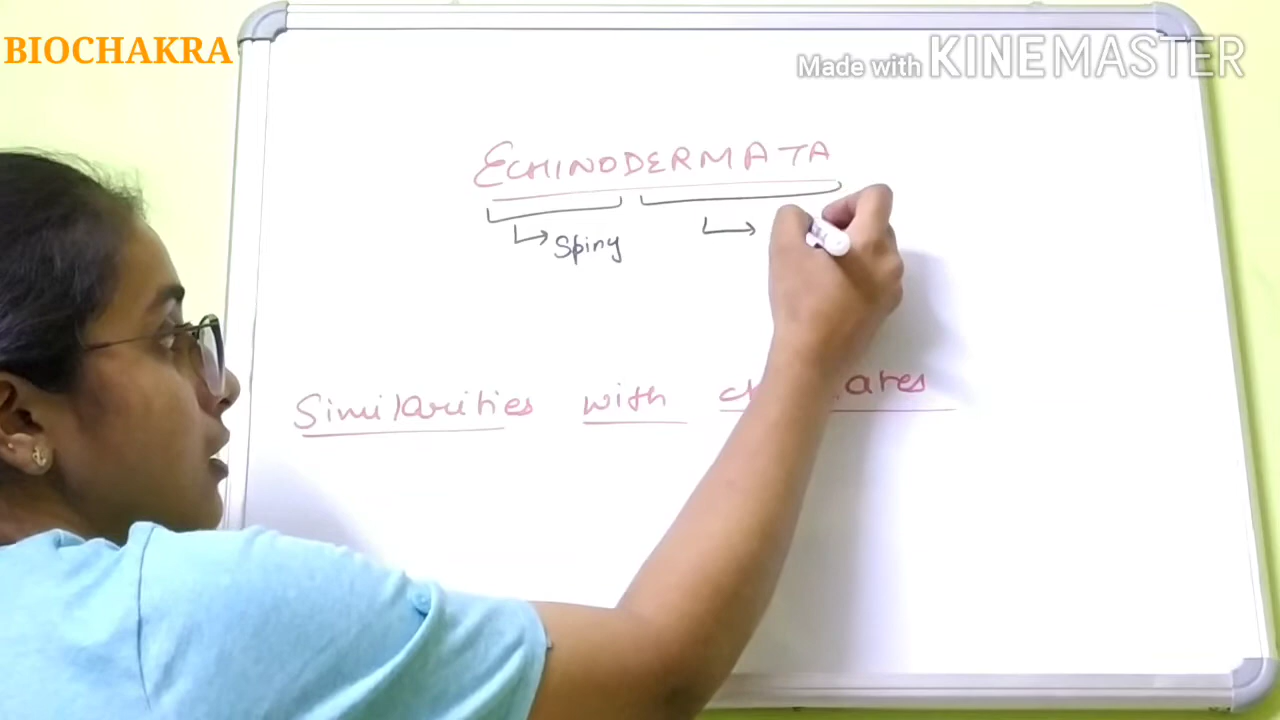 BIOCHAKRA
Made with KINEMASTER
ECHINODERMATA
Spiny
Similarities with